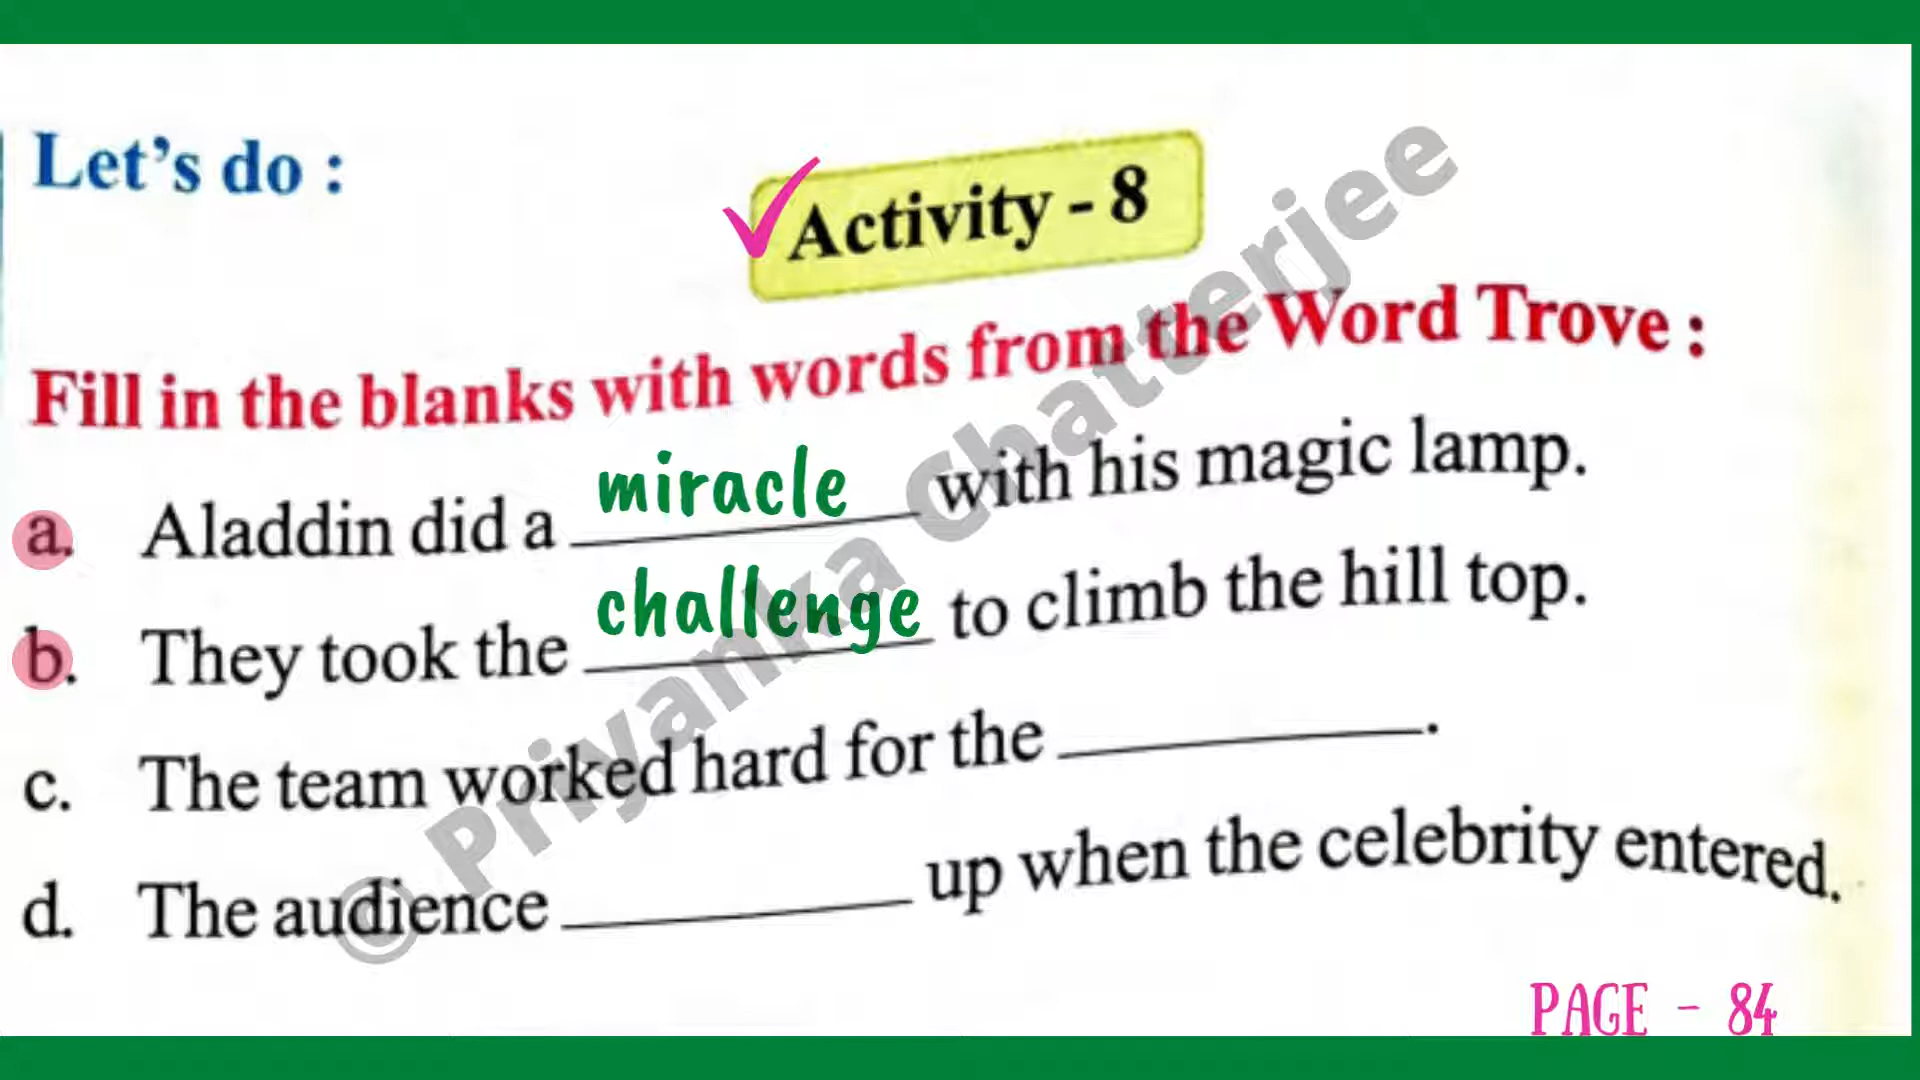 Let's do :
✓ Activity - 8
Fill in the blanks with words from the Word Trove :
a. Aladdin did a miracle with his magic lamp.
b. They took the challenge to climb the hill top.
c. The team worked hard for the __________.
d. The audience __________ up when the celebrity entered.
© Priyanka Chatterjee
PAGE - 84